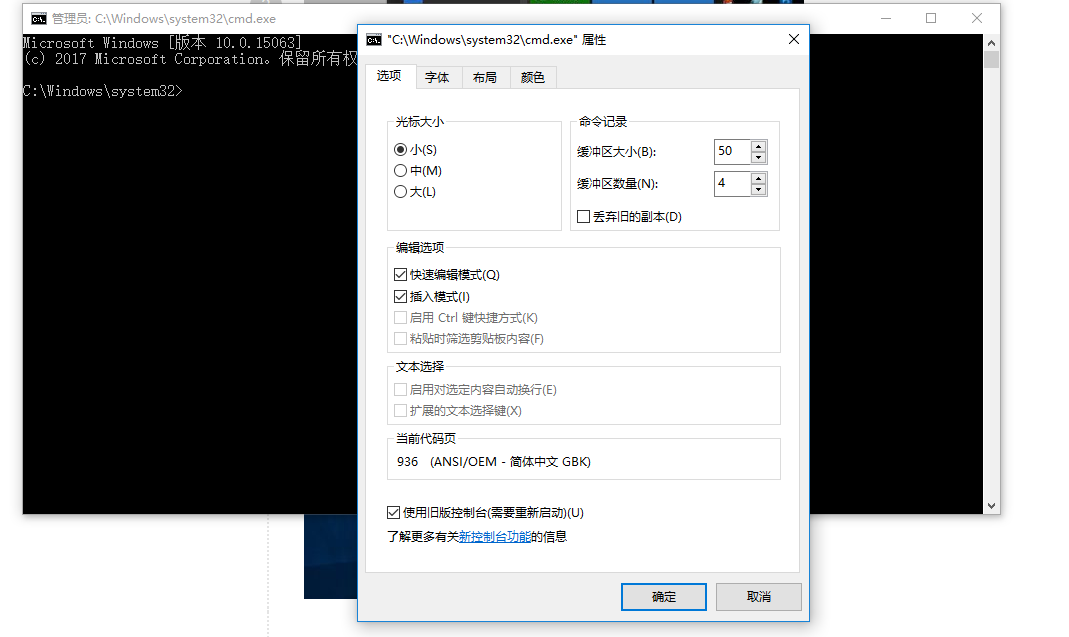 管理员: C:\Windows\system32\cmd.exe
Microsoft Windows [版本 10.0.15063]
(c) 2017 Microsoft Corporation。保留所有权
C:\Windows\system32>
"C:\Windows\system32\cmd.exe" 属性
选项 字体 布局 颜色
光标大小
小(S)
中(M)
大(L)
命令记录
缓冲区大小(B): 50
缓冲区数量(N): 4
丢弃旧的副本(D)
编辑选项
快速编辑模式(Q)
插入模式(I)
启用 Ctrl 键快捷方式(K)
粘贴时筛选剪贴板内容(F)
文本选择
启用对选定内容自动换行(E)
扩展的文本选择键(X)
当前代码页
936 (ANSI/OEM - 简体中文 GBK)
使用旧版控制台(需要重新启动)(U)
了解更多有关新控制台功能的信息
确定 取消